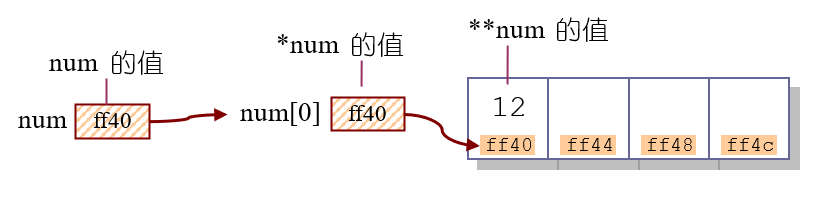 num 的值
*num 的值
**num 的值
num
ff40
num[0]
ff40
12
ff40
ff44
ff48
ff4c